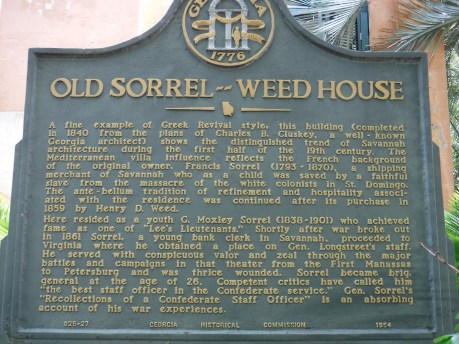 GEORGIA
1776
OLD SORREL--WEED HOUSE
A fine example of Greek Revival style, this building (completed
in 1840 from the plans of Charles B. Cluskey, a well-known
Georgia architect) shows the distinguished trend of Savannah
architecture during the first half of the 19th century. The
Mediterranean villa influence reflects the French background
of the original owner, Francis Sorrel (1793-1870), a shipping
merchant of Savannah who as a child was saved by a faithful
slave from the massacre of the white colonists in St. Domingo.
The ante-bellum tradition of refinement and hospitality associ-
ated with the residence was continued after its purchase in
1859 by Henry D. Weed.
Here resided as a youth G. Moxley Sorrel (1838-1901) who achieved
fame as one of "Lee's Lieutenants." Shortly after war broke out
in 1861 Sorrel, a young bank clerk in Savannah, proceeded to
Virginia where he obtained a place on Gen. Longstreet's staff.
He served with conspicuous valor and zeal through the major
battles and campaigns in that theater from the First Manassas
to Petersburg and was thrice wounded. Sorrel became brig.
general at the age of 26. Competent critics have called him
"the best staff officer in the Confederate service." Gen. Sorrel's
"Recollections of a Confederate Staff Officer" is an absorbing
account of his war experiences.
025-27 GEORGIA HISTORICAL COMMISSION 1954